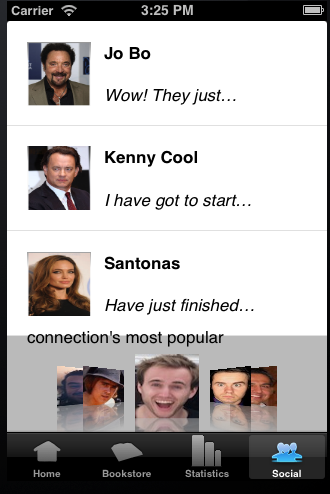 Carrier 3:25 PM
Jo Bo
Wow! They just…
Kenny Cool
I have got to start…
Santonas
Have just finished…
connection's most popular
Home Bookstore Statistics Social